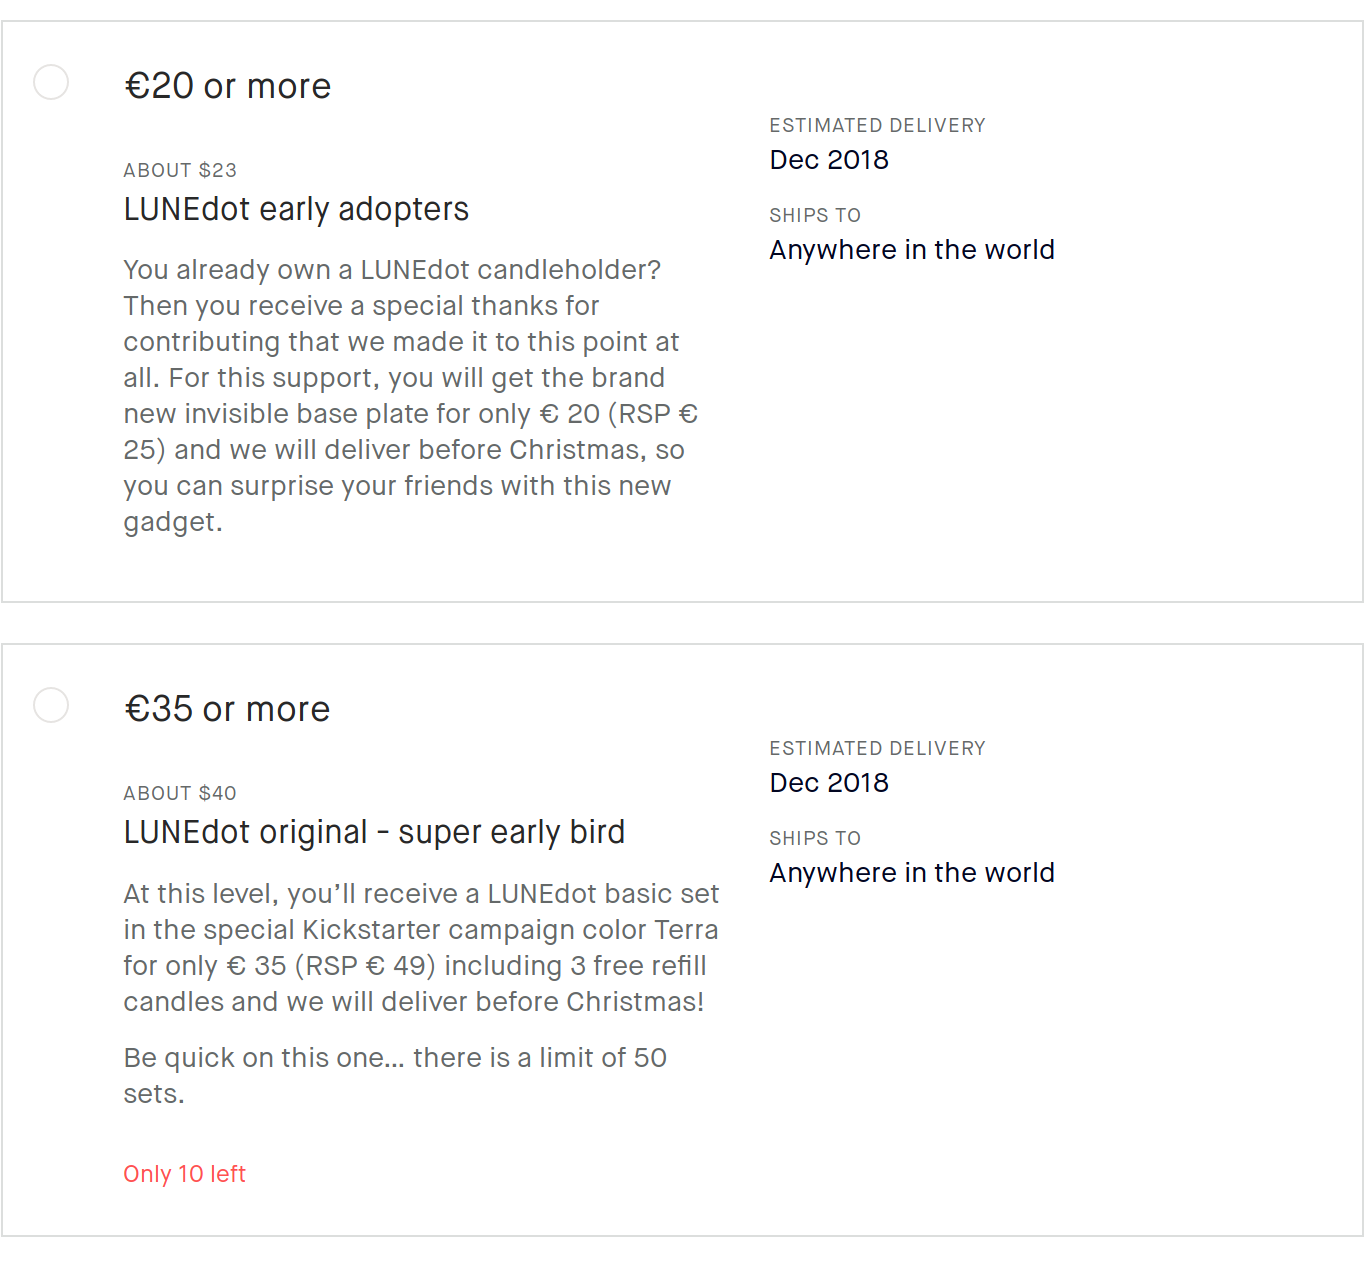 €20 or more
ABOUT $23
LUNEdot early adopters
You already own a LUNEdot candleholder?
Then you receive a special thanks for
contributing that we made it to this point at
all. For this support, you will get the brand
new invisible base plate for only € 20 (RSP €
25) and we will deliver before Christmas, so
you can surprise your friends with this new
gadget.
ESTIMATED DELIVERY
Dec 2018
SHIPS TO
Anywhere in the world
€35 or more
ABOUT $40
LUNEdot original - super early bird
At this level, you’ll receive a LUNEdot basic set
in the special Kickstarter campaign color Terra
for only € 35 (RSP € 49) including 3 free refill
candles and we will deliver before Christmas!
Be quick on this one... there is a limit of 50
sets.
Only 10 left
ESTIMATED DELIVERY
Dec 2018
SHIPS TO
Anywhere in the world